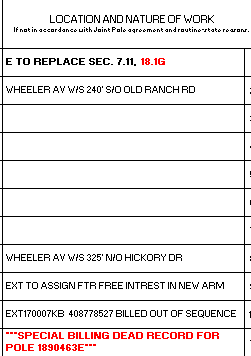 LOCATION AND NATURE OF WORK
If not in accordance with Joint Pole agreement and routine state reasons.
E TO REPLACE SEC. 7.11, 18.1G
WHEELER AV W/S 240' S/O OLD RANCH RD
WHEELER AV W/S 325' N/O HICKORY DR
EXT TO ASSIGN FTR FREE INTREST IN NEW ARM
EXT170007KB 408778527 BILLED OUT OF SEQUENCE
***SPECIAL BILLING DEAD RECORD FOR
POLE 1890463E***